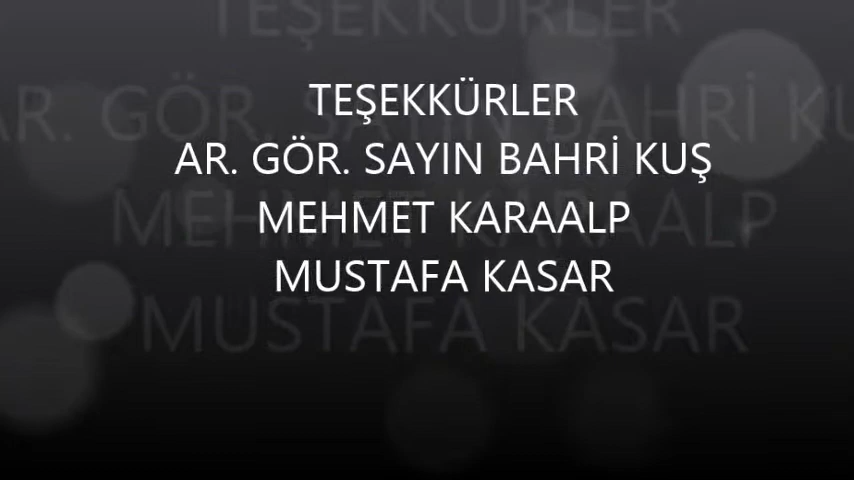 TEŞEKKÜRLER
AR. GÖR. SAYIN BAHRİ KUŞ
MEHMET KARAALP
MUSTAFA KASAR